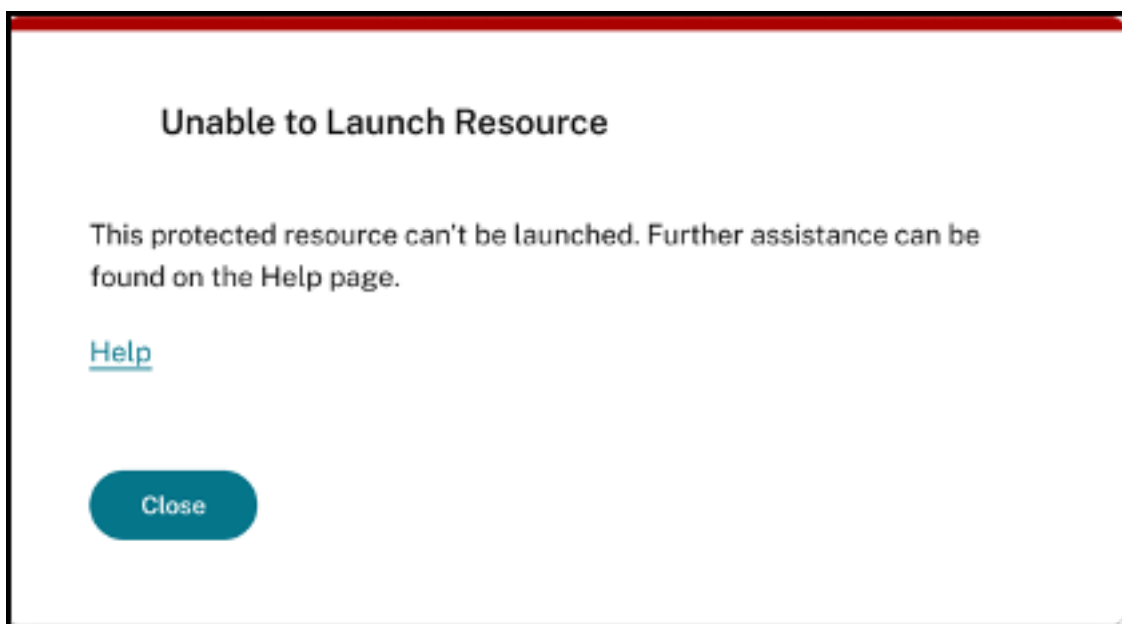 Unable to Launch Resource
This protected resource can't be launched. Further assistance can be
found on the Help page.
Help
Close